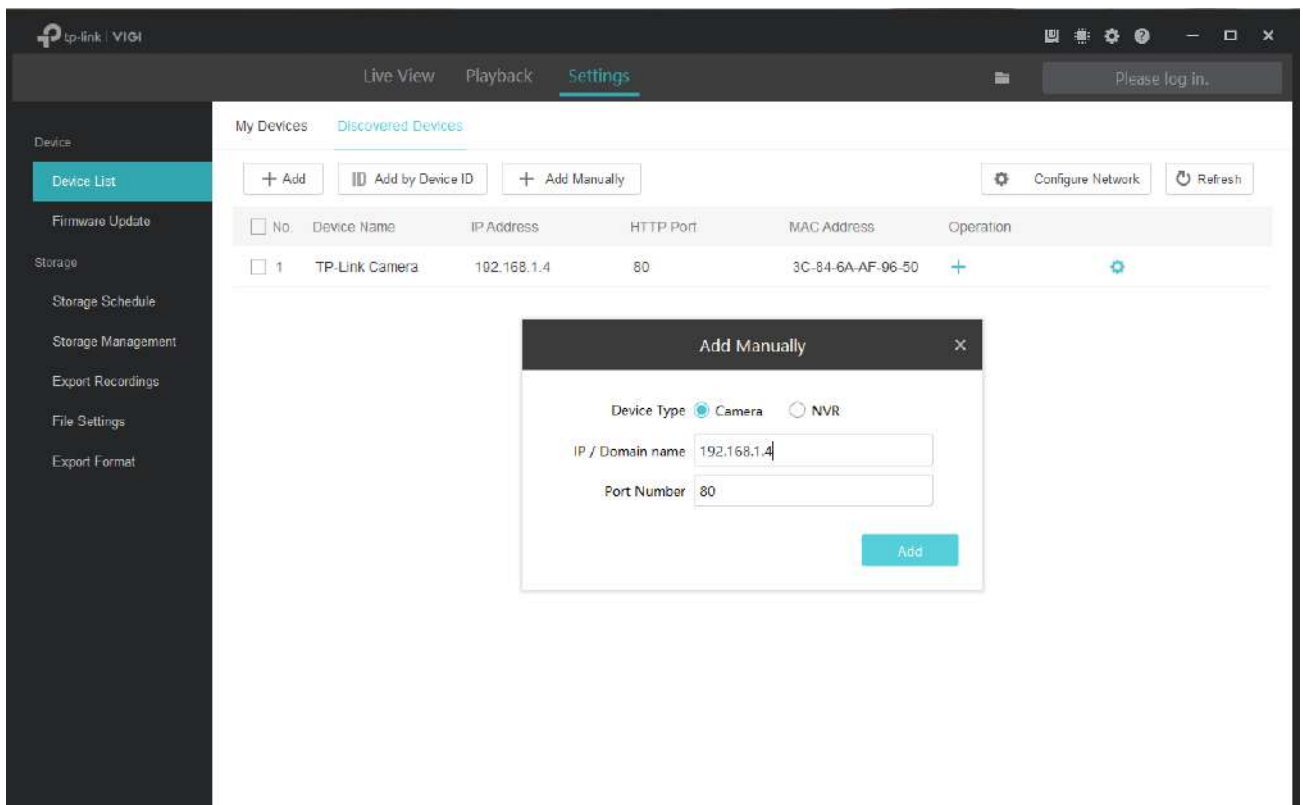 tp-link | VIGI
Live View Playback Settings Please log in.
Device
Device List
Firmware Update
Storage
Storage Schedule
Storage Management
Export Recordings
File Settings
Export Format
My Devices Discovered Devices
+ Add Add by Device ID + Add Manually Configure Network Refresh
No. Device Name IP Address HTTP Port MAC Address Operation
1 TP-Link Camera 192.168.1.4 80 3C-84-6A-AF-96-50 +
Add Manually
Device Type Camera NVR
IP / Domain name 192.168.1.4
Port Number 80
Add